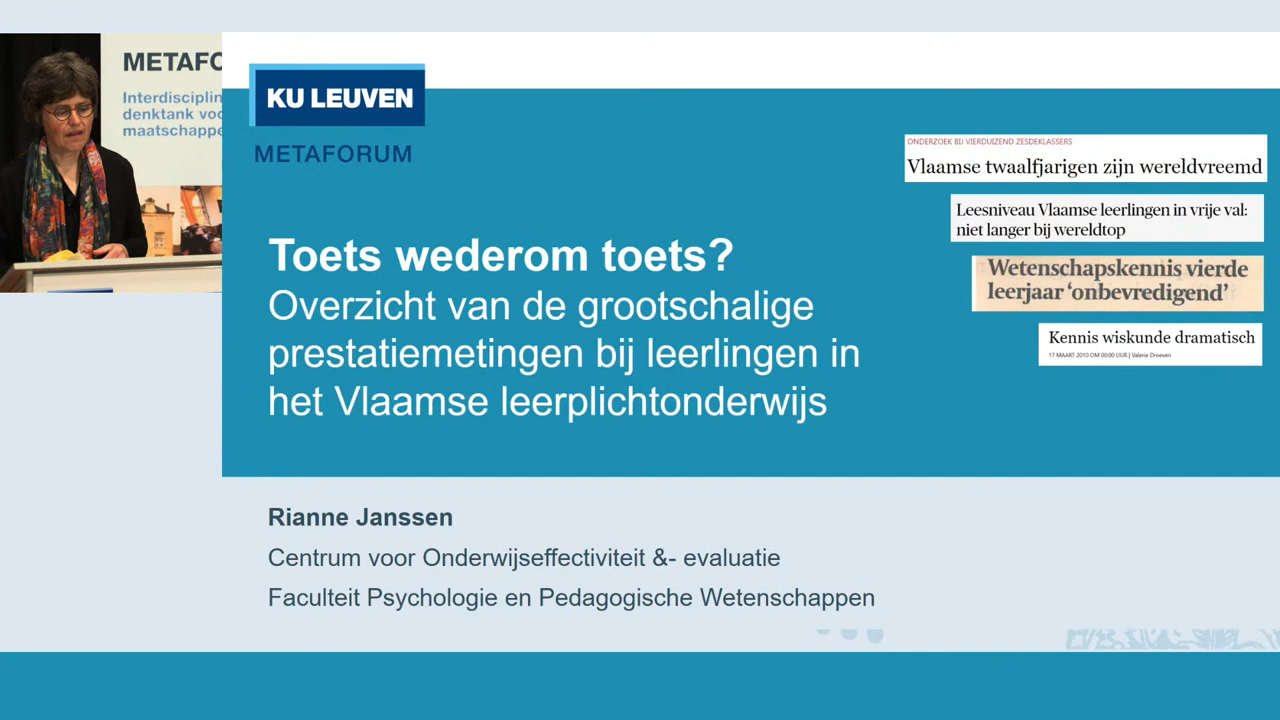 METAFO
Interdisciplin
denktank voo
maatschappe
KU LEUVEN
METAFORUM
ONDERZOEK BIJ VIERDUIZEND ZESDEKLASSERS
Vlaamse twaalfjarigen zijn wereldvreemd
Leesniveau Vlaamse leerlingen in vrije val:
niet langer bij wereldtop
Wetenschapskennis vierde
leerjaar ‘onbevredigend’
Kennis wiskunde dramatisch
17 MAART 2010 OM 00:00 UUR | Valerie Droeven
Toets wederom toets?
Overzicht van de grootschalige
prestatiemetingen bij leerlingen in
het Vlaamse leerplichtonderwijs
Rianne Janssen
Centrum voor Onderwijseffectiviteit &- evaluatie
Faculteit Psychologie en Pedagogische Wetenschappen